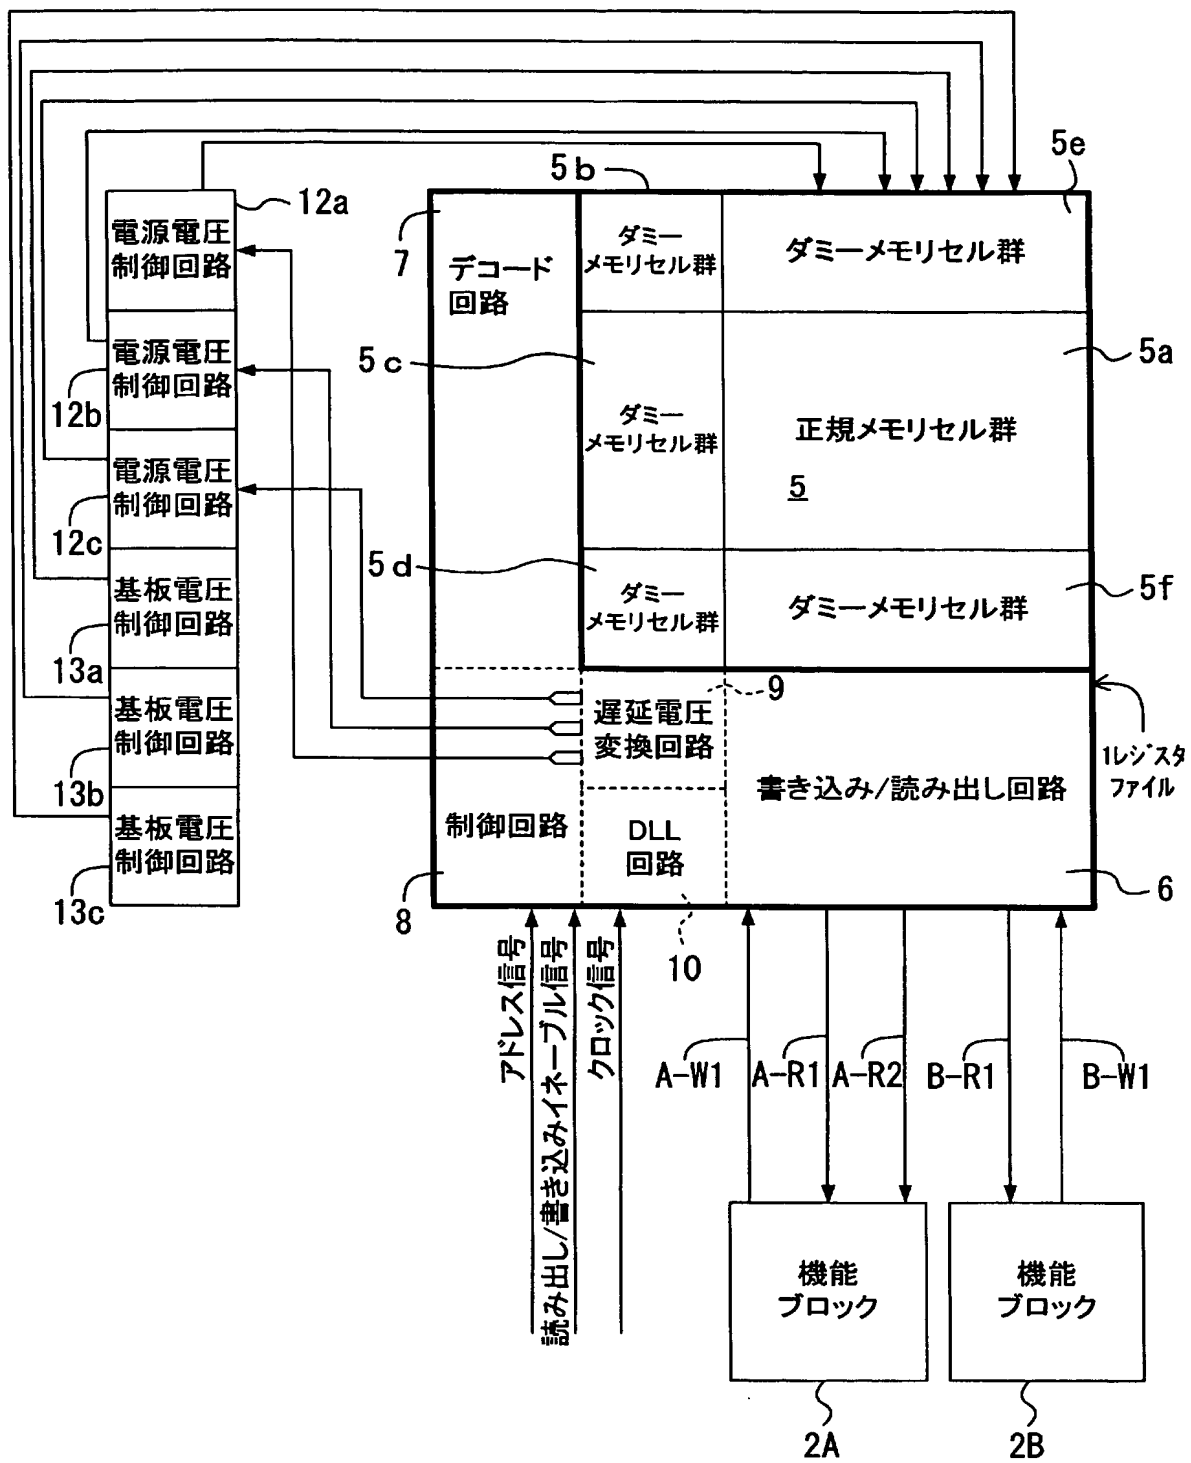 12a
電源電圧
制御回路
電源電圧
制御回路
12b
電源電圧
制御回路
12c
基板電圧
制御回路
13a
基板電圧
制御回路
13b
基板電圧
制御回路
13c
5b
5e
7
デコード
回路
ダミー
メモリセル群
ダミーメモリセル群
5c
5a
ダミー
メモリセル群
正規メモリセル群
5
5d
ダミー
メモリセル群
ダミーメモリセル群
5f
遅延電圧
変換回路
9
1レジスタ
ファイル
書き込み/読み出し回路
制御回路
DLL
回路
8
10
6
アドレス信号
読み出し/書き込みイネーブル信号
クロック信号
A-W1
A-R1
A-R2
B-R1
B-W1
機能
ブロック
機能
ブロック
2A
2B